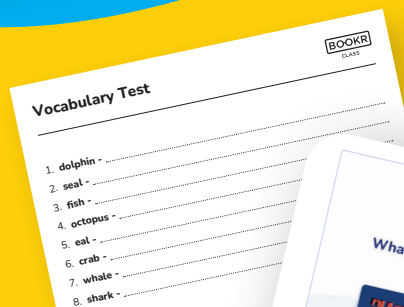 BOOKR
CLASS
Vocabulary Test
1. dolphin -
2. seal -
3. fish -
4. octopus -
5. eal -
6. crab -
7. whale -
8. shark -